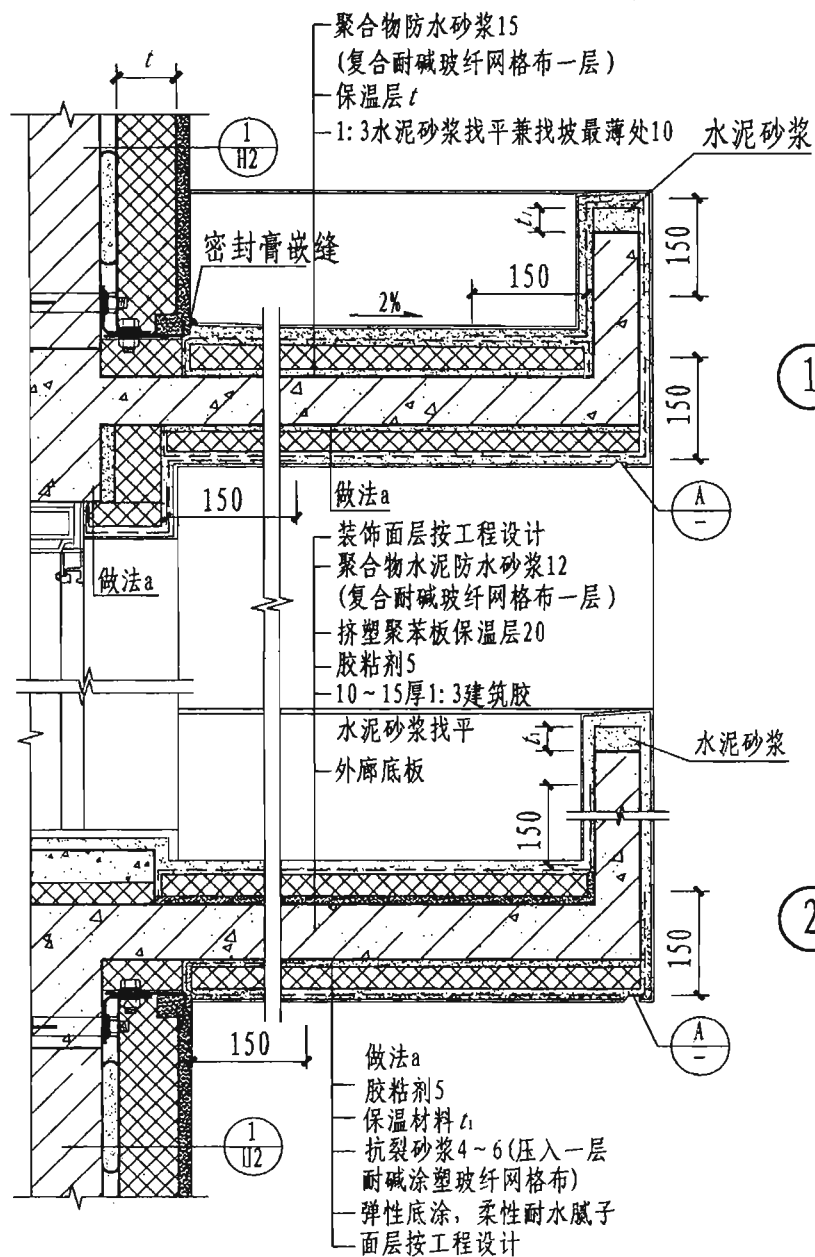 聚合物防水砂浆15
(复合耐碱玻纤网格布一层)
保温层t
1:3水泥砂浆找平兼找坡最薄处10
水泥砂浆
t
1
H2
密封膏嵌缝
2%
150
t₁
150
150
1
做法a
150
做法a
A
装饰面层按工程设计
聚合物水泥防水砂浆12
(复合耐碱玻纤网格布一层)
挤塑聚苯板保温层20
胶粘剂5
10~15厚1:3建筑胶
水泥砂浆找平
外廊底板
t₁
水泥砂浆
150
2
150
A
150
做法a
胶粘剂5
保温材料t₁
抗裂砂浆4~6(压入一层
耐碱涂塑玻纤网格布)
弹性底涂，柔性耐水腻子
面层按工程设计
1